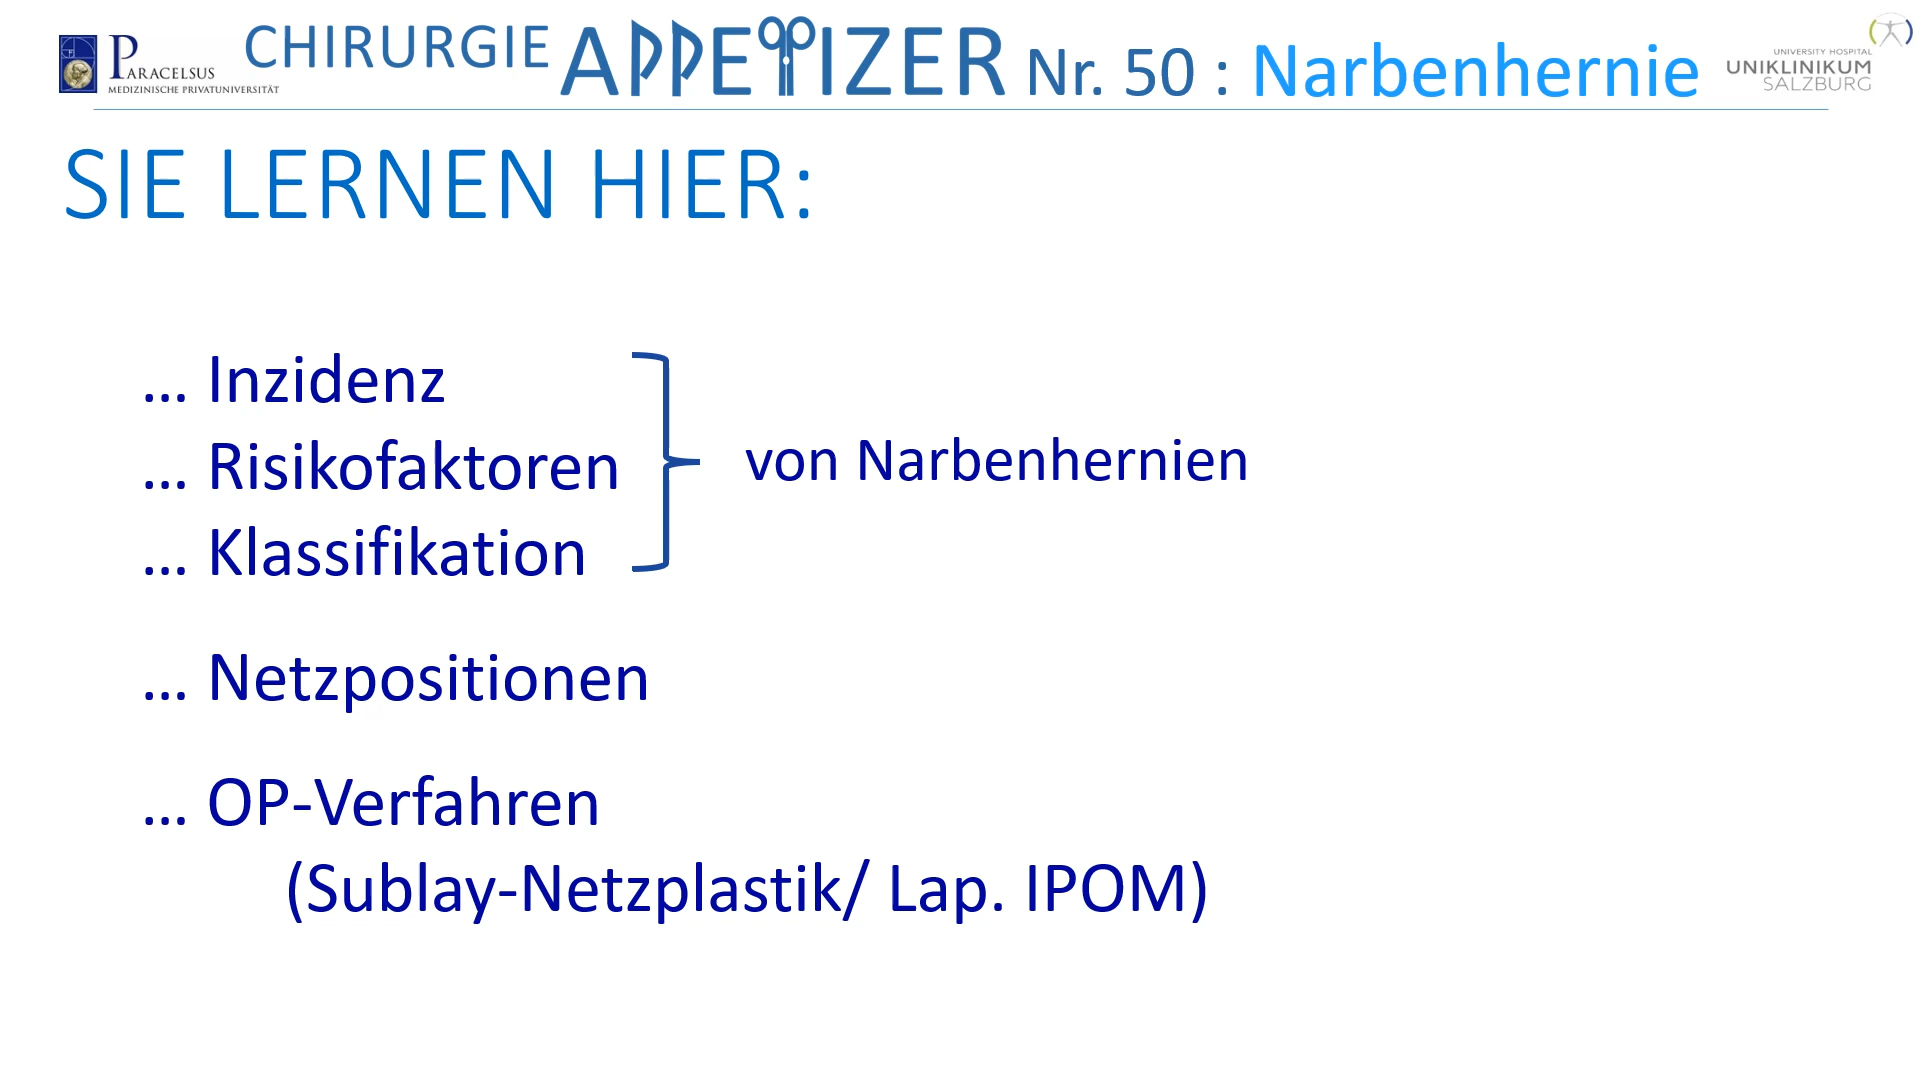 PARACELSUS
MEDIZINISCHE PRIVATUNIVERSITÄT
CHIRURGIE APPETIZER Nr. 50 : Narbenhernie
UNIVERSITY HOSPITAL
UNIKLINIKUM
SALZBURG
SIE LERNEN HIER:
... Inzidenz
... Risikofaktoren
... Klassifikation
von Narbenhernien
... Netzpositionen
... OP-Verfahren
(Sublay-Netzplastik/ Lap. IPOM)